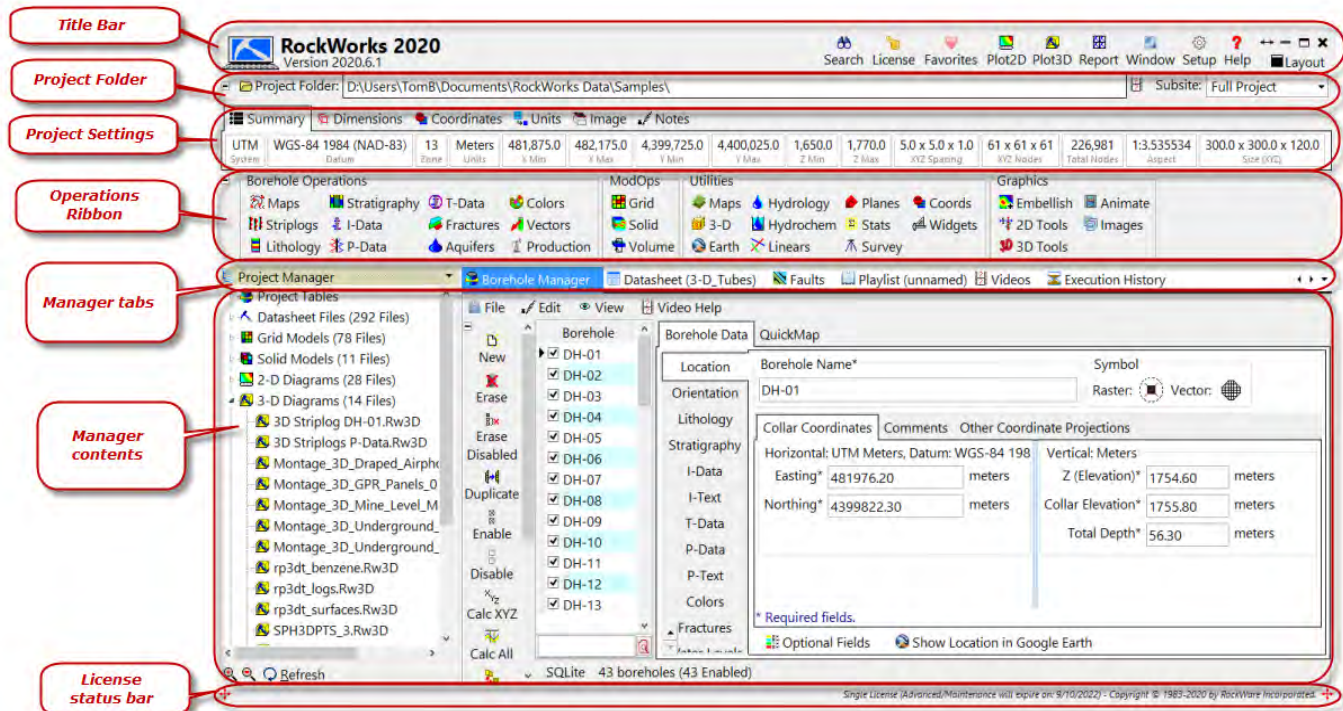 Title Bar
RockWorks 2020
Version 2020.6.1
Search License Favorites Plot2D Plot3D Report Window Setup Help Layout
Project Folder
Project Folder: D:\Users\TomB\Documents\RockWorks Data\Samples\
Subsite: Full Project
Project Settings
Summary Dimensions Coordinates Units Image Notes
UTM WGS-84 1984 (NAD-83) 13 Meters 481,875.0 482,175.0 4,399,725.0 4,400,025.0 1,650.0 1,770.0 5.0 x 5.0 x 1.0 61 x 61 x 61 226,981 1:3.535534 300.0 x 300.0 x 120.0
System Datum Zone Units X Min X Max Y Min Y Max Z Min Z Max XYZ Spacing XYZ Nodes Total Nodes Aspect Size (XYZ)
Operations Ribbon
Borehole Operations ModOps Utilities Graphics
Maps Stratigraphy T-Data Colors Grid Maps Hydrology Planes Coords Embellish Animate
Striplogs I-Data Fractures Vectors Solid 3-D Hydrochem Stats Widgets 2D Tools Images
Lithology P-Data Aquifers Production Volume Earth Linears Survey 3D Tools
Manager tabs
Project Manager
Borehole Manager Datasheet (3-D_Tubes) Faults Playlist (unnamed) Videos Execution History
Manager contents
Project Tables
Datasheet Files (292 Files)
Grid Models (78 Files)
Solid Models (11 Files)
2-D Diagrams (28 Files)
3-D Diagrams (14 Files)
3D Striplog DH-01.Rw3D
3D Striplogs P-Data.Rw3D
Montage_3D_Draped_Airpho
Montage_3D_GPR_Panels_0
Montage_3D_Mine_Level_M
Montage_3D_Underground_
Montage_3D_Underground_
rp3dt_benzene.Rw3D
rp3dt_logs.Rw3D
rp3dt_surfaces.Rw3D
SPH3DPTS_3.Rw3D
Refresh
File Edit View Video Help
New
Erase
Erase Disabled
Duplicate
Enable
Disable
Calc XYZ
Calc All
Borehole
DH-01
DH-02
DH-03
DH-04
DH-05
DH-06
DH-07
DH-08
DH-09
DH-10
DH-11
DH-12
DH-13
SQLite 43 boreholes (43 Enabled)
Borehole Data QuickMap
Location
Orientation
Lithology
Stratigraphy
I-Data
I-Text
T-Data
P-Data
P-Text
Colors
Fractures
Borehole Name*
DH-01
Symbol
Raster: Vector:
Collar Coordinates Comments Other Coordinate Projections
Horizontal: UTM Meters, Datum: WGS-84 198
Easting* 481976.20 meters
Northing* 4399822.30 meters
Vertical: Meters
Z (Elevation)* 1754.60 meters
Collar Elevation* 1755.80 meters
Total Depth* 56.30 meters
* Required fields.
Optional Fields Show Location in Google Earth
License status bar
Single License (Advanced/Maintenance will expire on: 9/10/2022) - Copyright © 1983-2020 by RockWare Incorporated.